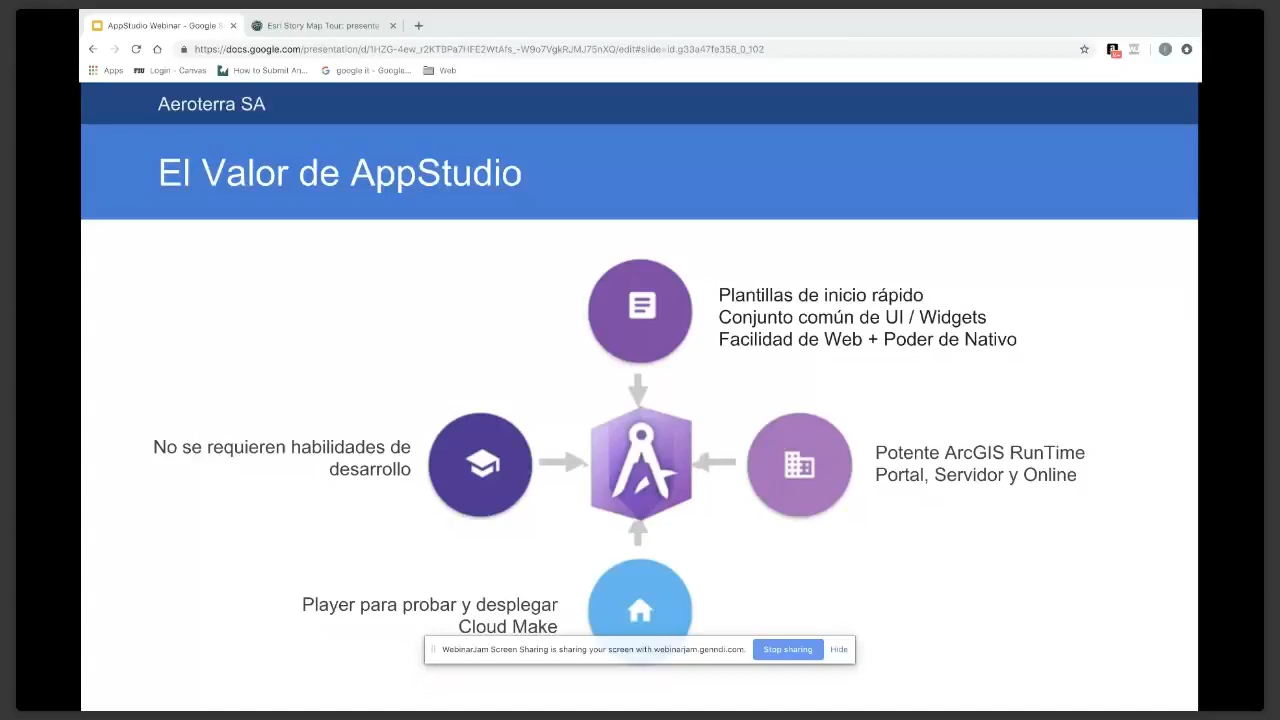 AppStudio Webinar - Google S
Esri Story Map Tour: presente
https://docs.google.com/presentation/d/1HZG-4ew_r2KTBPa7HFE2WtAfs_-W9o7VgkRJMJ75nXQ/edit#slide=id.g33a47fe358_0_102
Apps
FIU
Login - Canvas
How to Submit An...
google it - Google...
Web
Aeroterra SA
El Valor de AppStudio
Plantillas de inicio rápido
Conjunto común de UI / Widgets
Facilidad de Web + Poder de Nativo
No se requieren habilidades de
desarrollo
Potente ArcGIS RunTime
Portal, Servidor y Online
Player para probar y desplegar
Cloud Make
WebinarJam Screen Sharing is sharing your screen with webinarjam.genndi.com.
Stop sharing
Hide